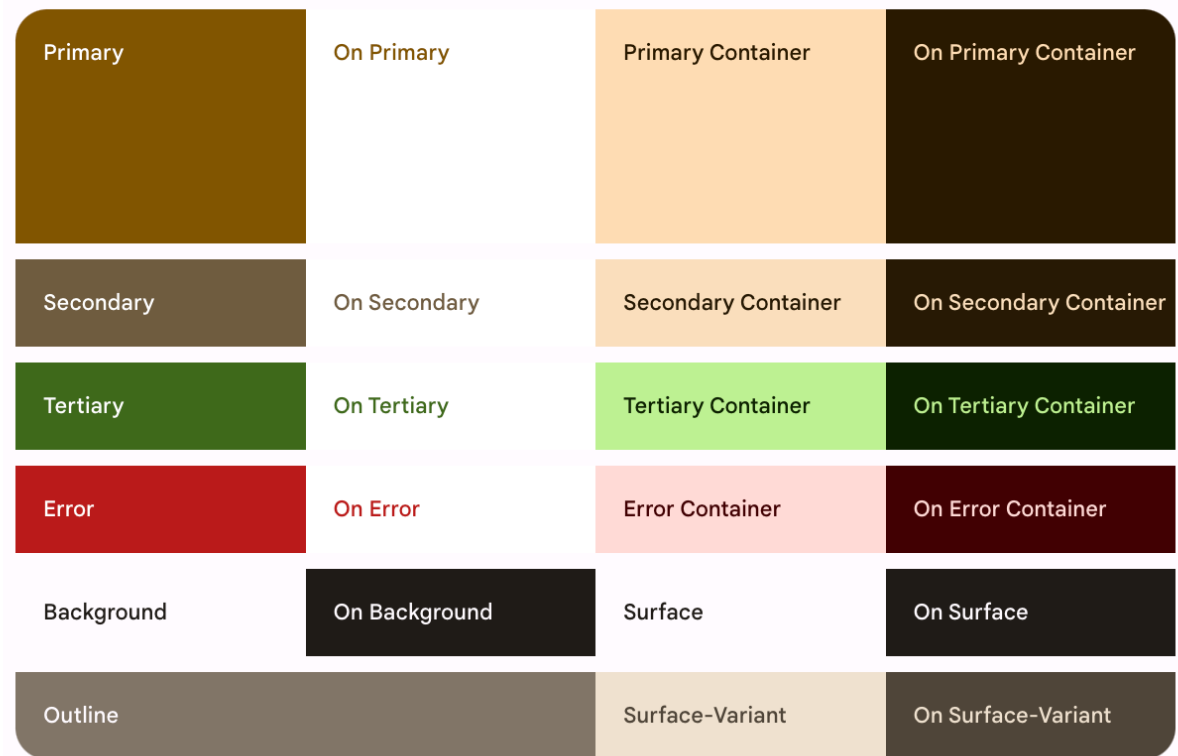 Primary
On Primary
Primary Container
On Primary Container
Secondary
On Secondary
Secondary Container
On Secondary Container
Tertiary
On Tertiary
Tertiary Container
On Tertiary Container
Error
On Error
Error Container
On Error Container
Background
On Background
Surface
On Surface
Outline
Surface-Variant
On Surface-Variant